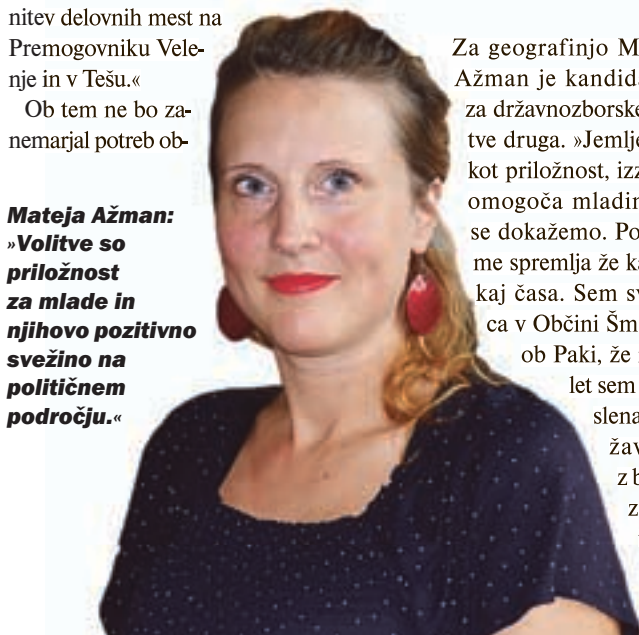 nitev delovnih mest na
Premogovniku Vele-
nje in v Tešu.«
Ob tem ne bo za-
nemarjal potreb ob-
Mateja Ažman:
»Volitve so
priložnost
za mlade in
njihovo pozitivno
svežino na
političnem
področju.«
Za geografinjo M
Ažman je kandida
za državnozborske
tve druga. »Jemlje
kot priložnost, izz
omogoča mladim
se dokažemo. Po
me spremlja že ka
kaj časa. Sem sv
ca v Občini Šm
ob Paki, že
let sem
slena
žav
z b
z